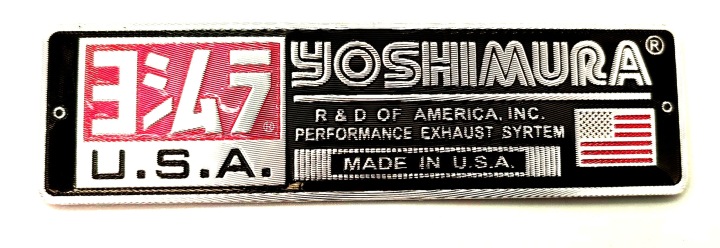 ヨシムラ®
U.S.A.
YOSHIMURA®
R & D OF AMERICA, INC.
PERFORMANCE EXHAUST SYRTEM
MADE IN U.S.A.